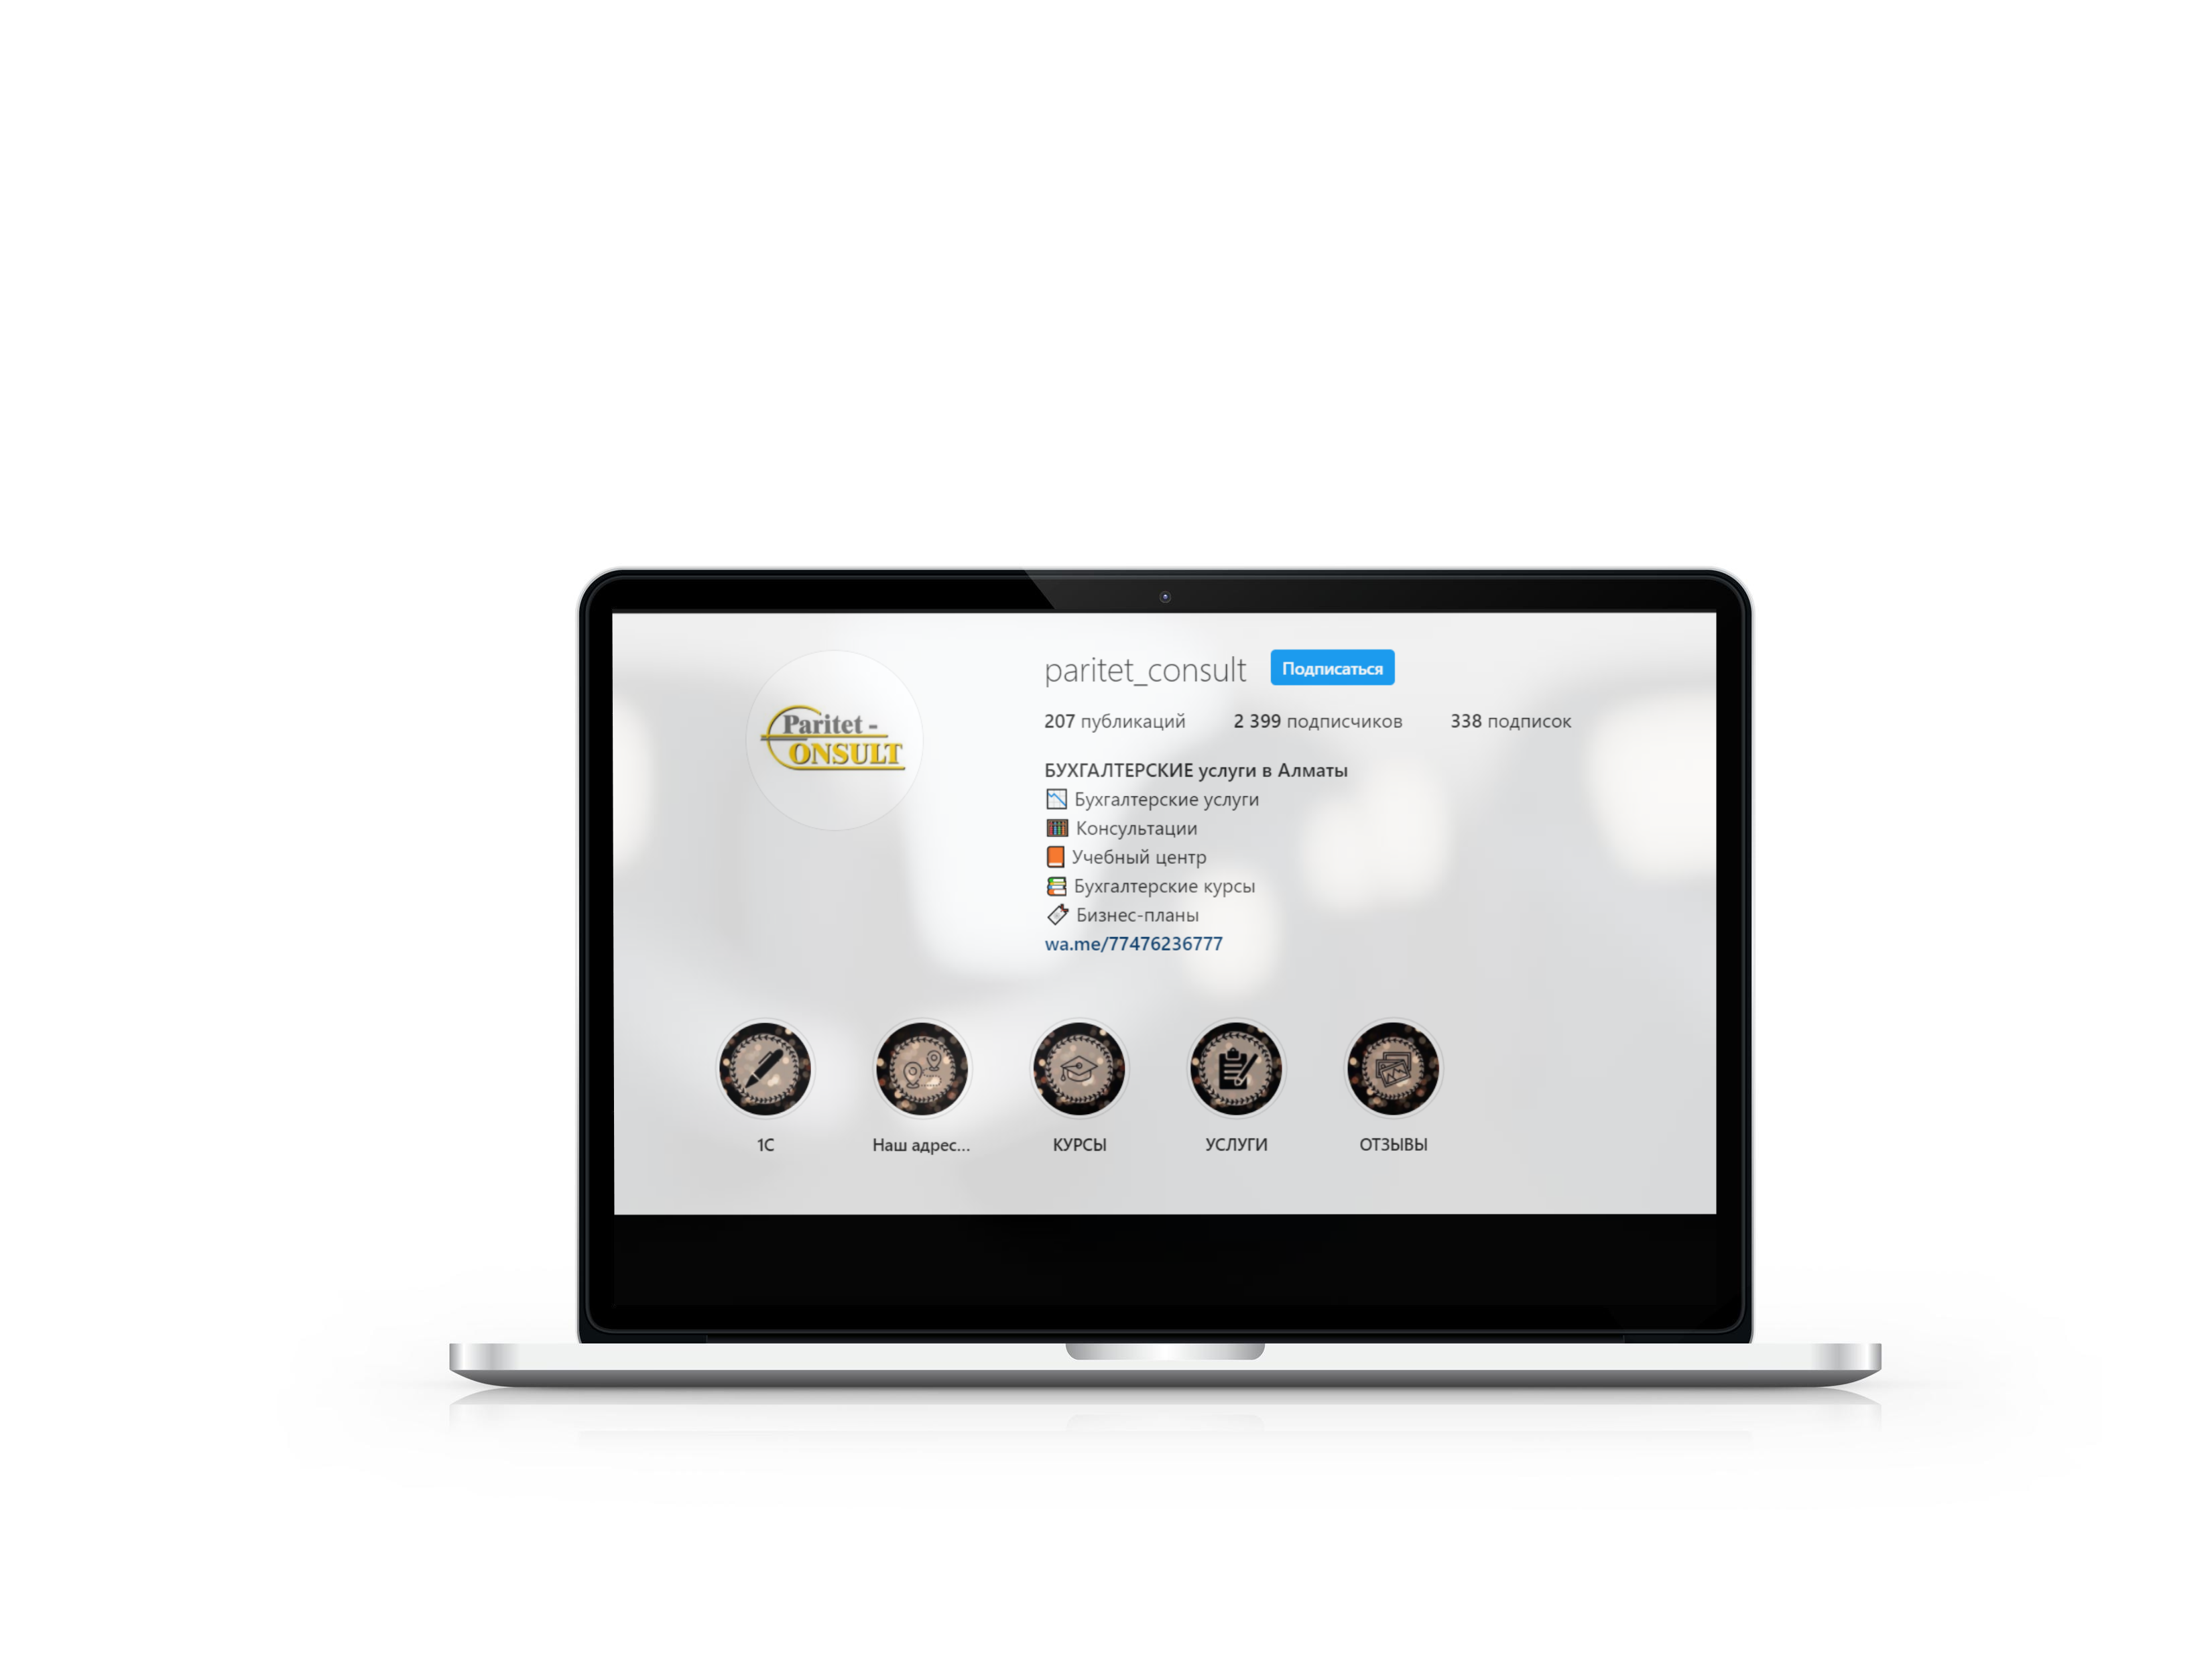 Paritet -
CONSULT
paritet_consult Подписаться
207 публикаций 2 399 подписчиков 338 подписок
БУХГАЛТЕРСКИЕ услуги в Алматы
Бухгалтерские услуги
Консультации
Учебный центр
Бухгалтерские курсы
Бизнес-планы
wa.me/77476236777
1С Наш адрес... КУРСЫ УСЛУГИ ОТЗЫВЫ